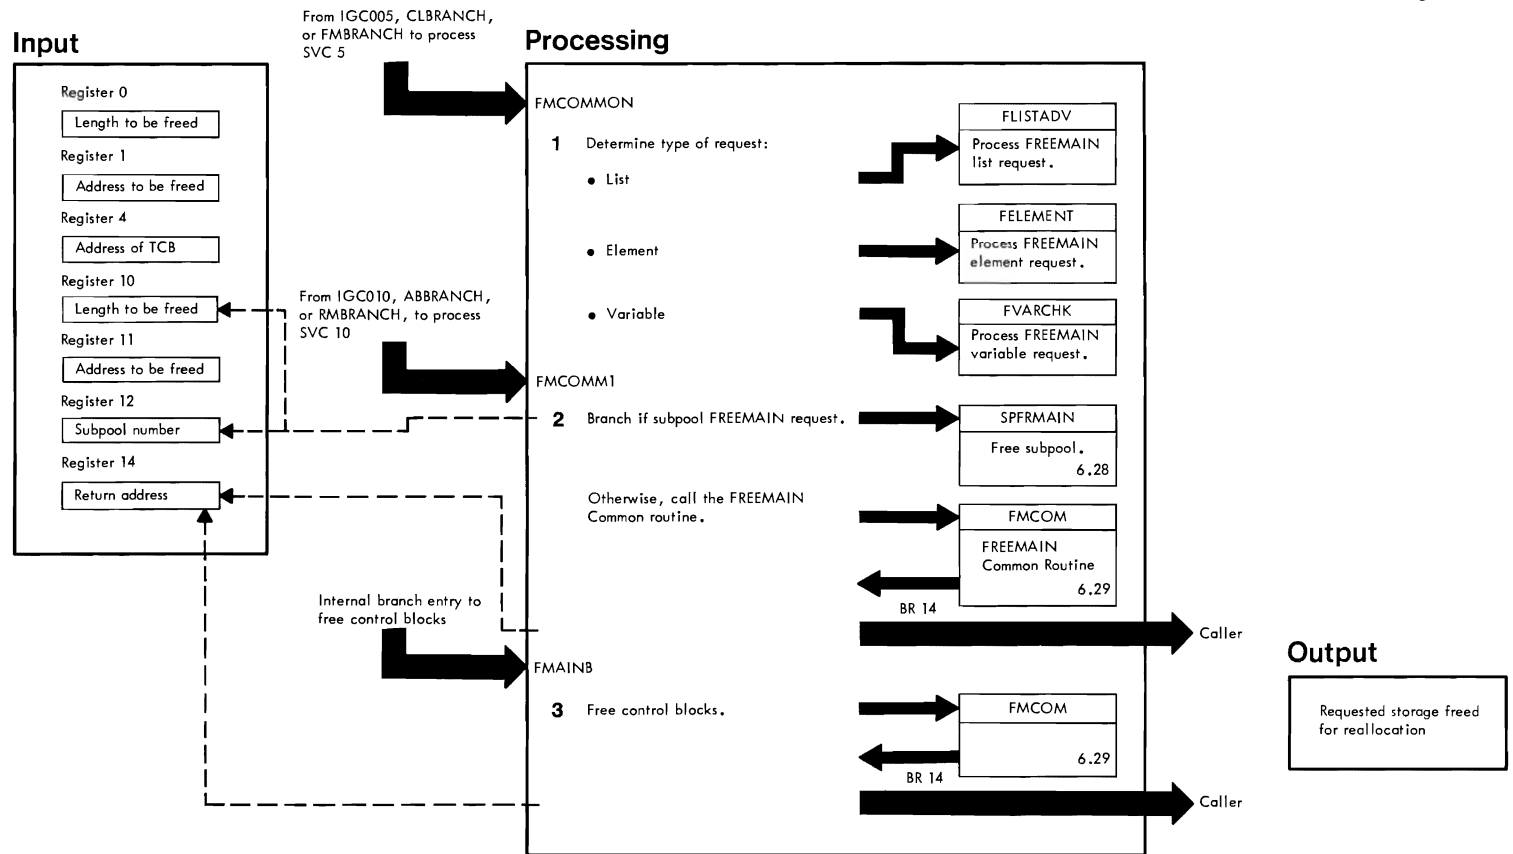 Input
Register 0
Length to be freed
Register 1
Address to be freed
Register 4
Address of TCB
Register 10
Length to be freed
Register 11
Address to be freed
Register 12
Subpool number
Register 14
Return address
From IGC005, CLBRANCH,
or FMBRANCH to process
SVC 5
From IGC010, ABBRANCH,
or RMBRANCH, to process
SVC 10
Internal branch entry to
free control blocks
Processing
FMCOMMON
1 Determine type of request:
• List
FLISTADV
Process FREEMAIN
list request.
• Element
FELEMENT
Process FREEMAIN
element request.
• Variable
FVARCHK
Process FREEMAIN
variable request.
FMCOMM1
2 Branch if subpool FREEMAIN request.
SPFRMAIN
Free subpool.
6.28
Otherwise, call the FREEMAIN
Common routine.
FMCOM
FREEMAIN
Common Routine
6.29
BR 14
Caller
FMAINB
3 Free control blocks.
FMCOM
6.29
BR 14
Caller
Output
Requested storage freed
for reallocation